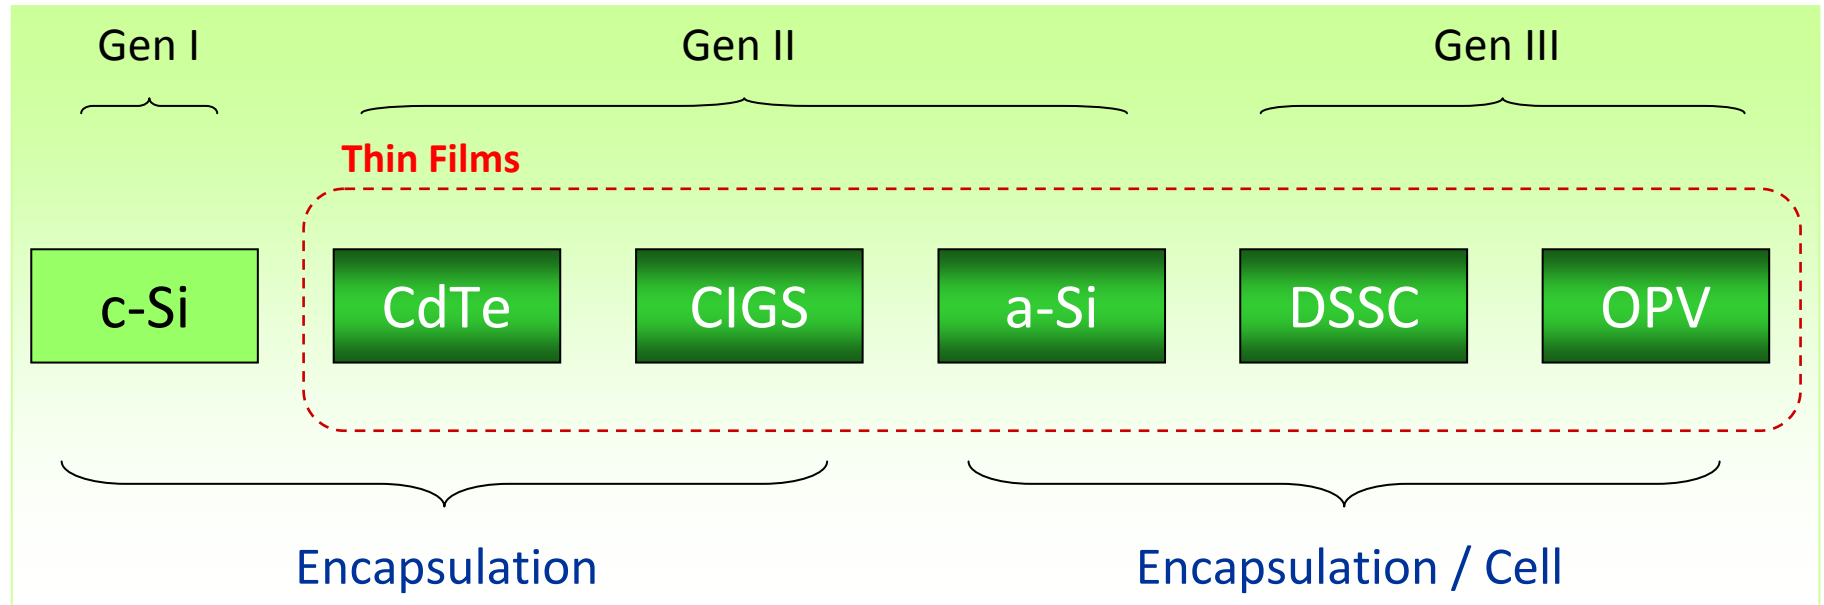 Gen I
Gen II
Gen III
Thin Films
c-Si
CdTe
CIGS
a-Si
DSSC
OPV
Encapsulation
Encapsulation / Cell